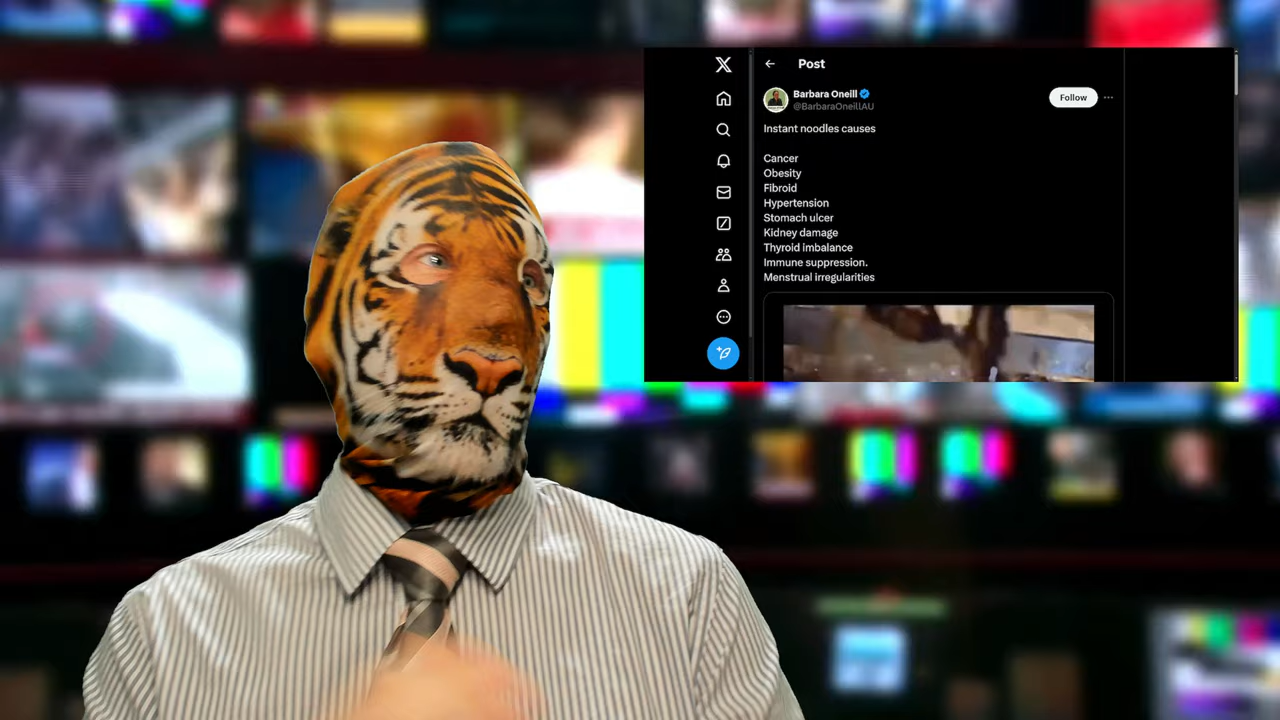 Post
Barbara Oneill
@BarbaraOneillAU
Follow
Instant noodles causes
Cancer
Obesity
Fibroid
Hypertension
Stomach ulcer
Kidney damage
Thyroid imbalance
Immune suppression.
Menstrual irregularities